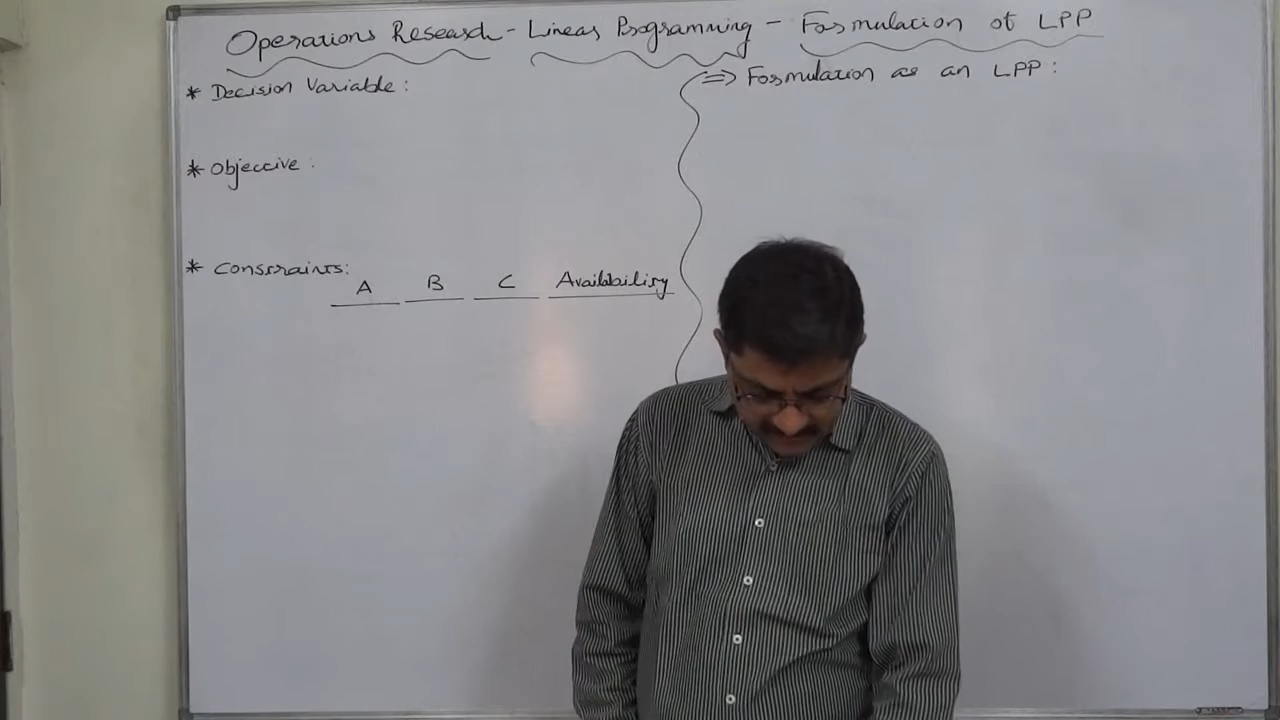 Operations Research - Linear Programming - Formulation of LPP
* Decision Variable :
* Objective :
* Constraints:
A B C Availability
=> Formulation as an LPP :